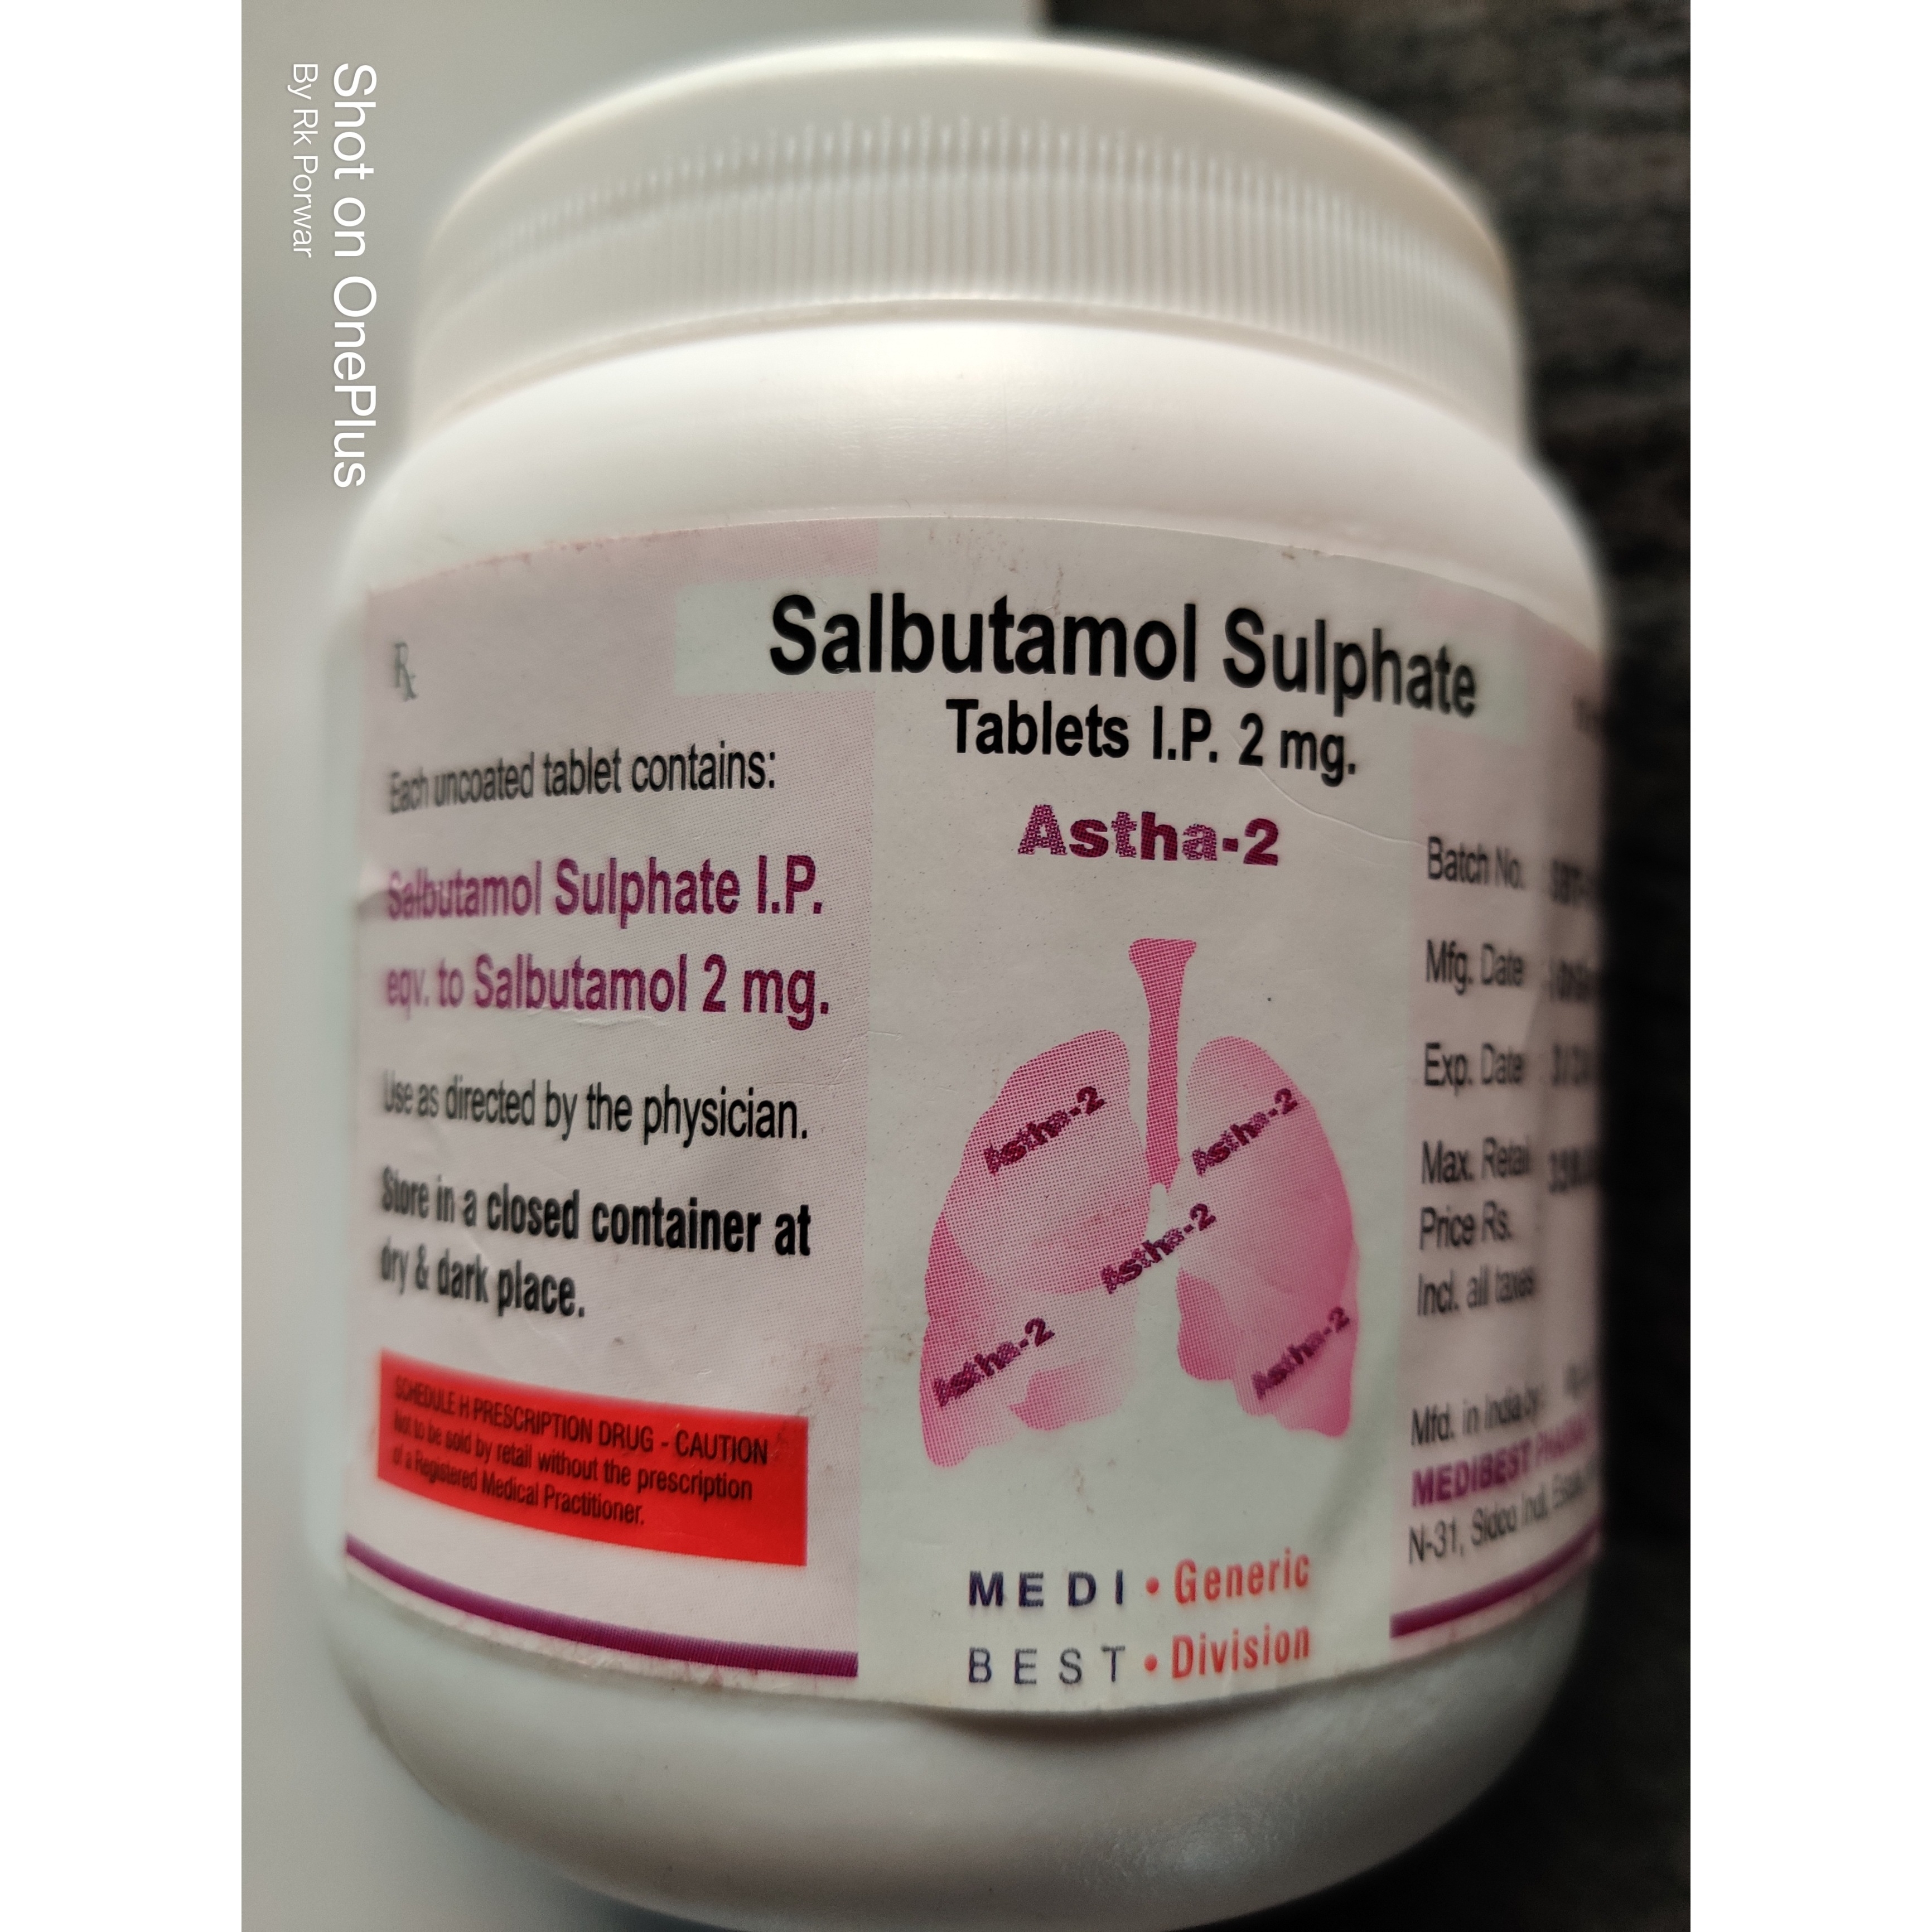 Shot on OnePlus
By Rk Porwar
Rx
Each uncoated tablet contains:
Salbutamol Sulphate I.P.
eqv. to Salbutamol 2 mg.
Use as directed by the physician.
Store in a closed container at
dry & dark place.
SCHEDULE H PRESCRIPTION DRUG - CAUTION
Not to be sold by retail without the prescription
of a Registered Medical Practitioner.
Salbutamol Sulphate
Tablets I.P. 2 mg.
Astha-2
Astha-2
Astha-2
Astha-2
Astha-2
Astha-2
MEDI • Generic
BEST • Division
Batch No.
Mfg. Date
Exp. Date
Max. Retail
Price Rs.
Incl. all taxes
Mfd. in India by
MEDIBEST
N-31, Sidco Indl.